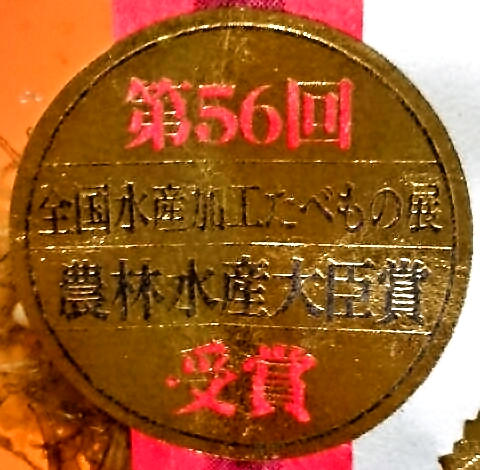 第56回
全国水産加工たべもの展
農林水産大臣賞
受賞